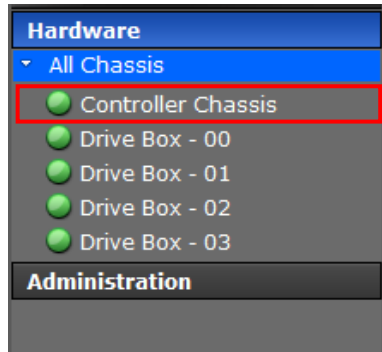 Hardware
All Chassis
Controller Chassis
Drive Box - 00
Drive Box - 01
Drive Box - 02
Drive Box - 03
Administration